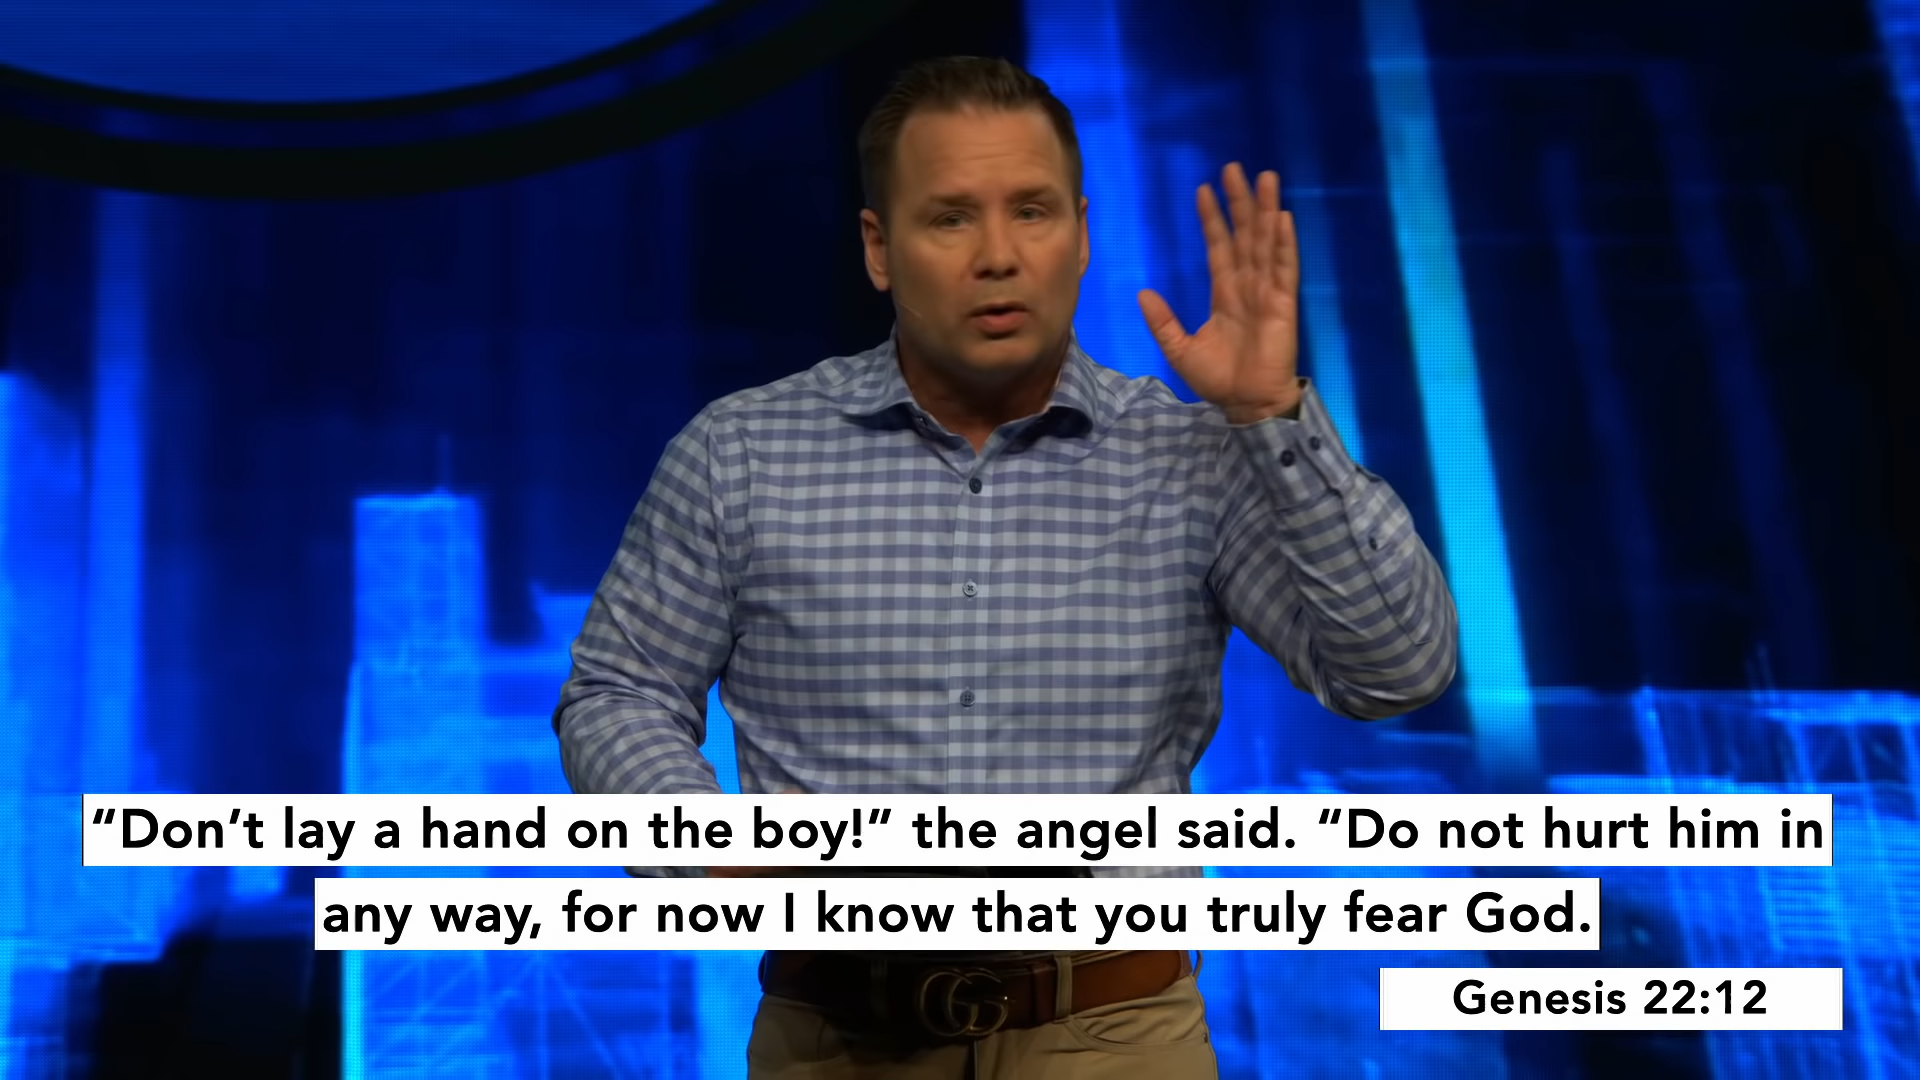 “Don’t lay a hand on the boy!” the angel said. “Do not hurt him in
any way, for now I know that you truly fear God.
Genesis 22:12